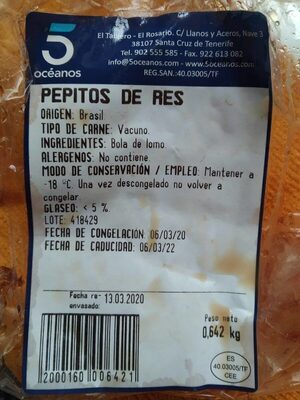 5
océanos
El Tablero - El Rosario. C/ Llanos y Aceros, Nave 3
38107 Santa Cruz de Tenerife
Tel. 902 555 585 - Fax. 922 613 082
info@5oceanos.com - www.5oceanos.com
REG.SAN.:40.03005/TF
PEPITOS DE RES
ORIGEN: Brasil
TIPO DE CARNE: Vacuno.
INGREDIENTES: Bola de lomo.
ALERGENOS: No contiene.
MODO DE CONSERVACIÓN / EMPLEO: Mantener a
-18 ºC. Una vez descongelado no volver a
congelar.
GLASEO: < 5 %.
LOTE: 418429
FECHA DE CONGELACION: 06/03/20
FECHA DE CADUCIDAD: 06/03/22
Fecha re-
envasado: 13.03.2020
Peso neto
0,642 kg
2000160 006421
ES
40.03005/TF
CEE